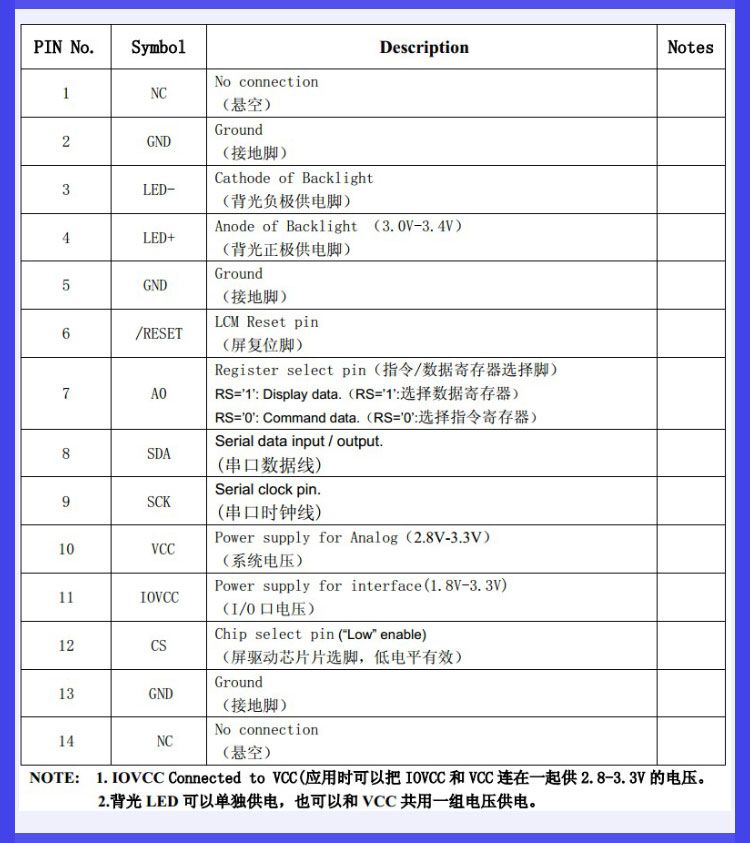 PIN No. Symbol Description Notes
1 NC No connection
（悬空）
2 GND Ground
（接地脚）
3 LED- Cathode of Backlight
（背光负极供电脚）
4 LED+ Anode of Backlight （3.0V-3.4V）
（背光正极供电脚）
5 GND Ground
（接地脚）
6 /RESET LCM Reset pin
（屏复位脚）
7 A0 Register select pin（指令/数据寄存器选择脚）
RS='1': Display data.（RS='1':选择数据寄存器）
RS='0': Command data.（RS='0':选择指令寄存器）
8 SDA Serial data input / output.
(串口数据线)
9 SCK Serial clock pin.
(串口时钟线)
10 VCC Power supply for Analog（2.8V-3.3V）
（系统电压）
11 IOVCC Power supply for interface(1.8V-3.3V)
（I/O 口电压）
12 CS Chip select pin (“Low” enable)
（屏驱动芯片片选脚，低电平有效）
13 GND Ground
（接地脚）
14 NC No connection
（悬空）
NOTE: 1. IOVCC Connected to VCC(应用时可以把 IOVCC 和 VCC 连在一起供 2.8-3.3V 的电压。
2.背光 LED 可以单独供电，也可以和 VCC 共用一组电压供电。